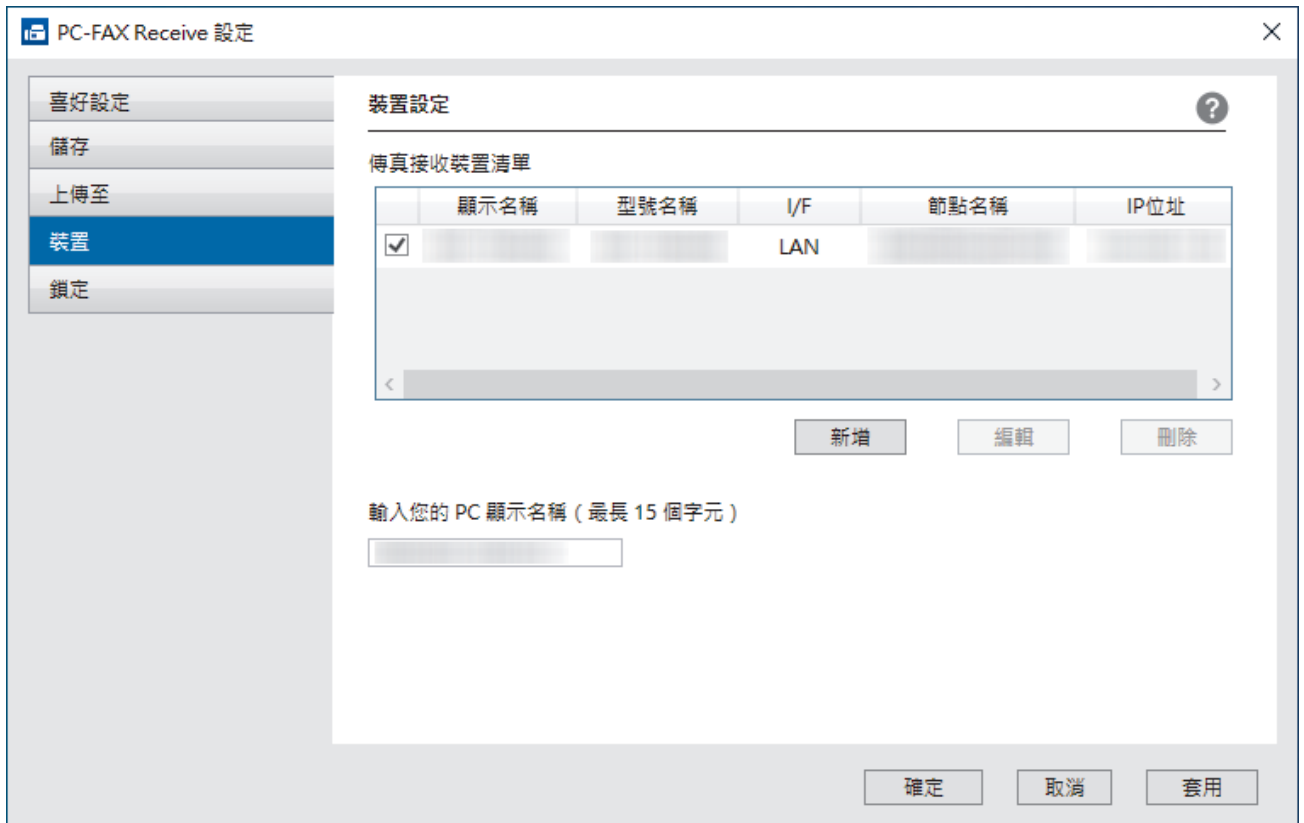 PC-FAX Receive 設定
喜好設定
儲存
上傳至
裝置
鎖定
裝置設定
?
傳真接收裝置清單
顯示名稱 型號名稱 I/F 節點名稱 IP位址
LAN
新增 編輯 刪除
輸入您的 PC 顯示名稱 ( 最長 15 個字元 )
確定 取消 套用